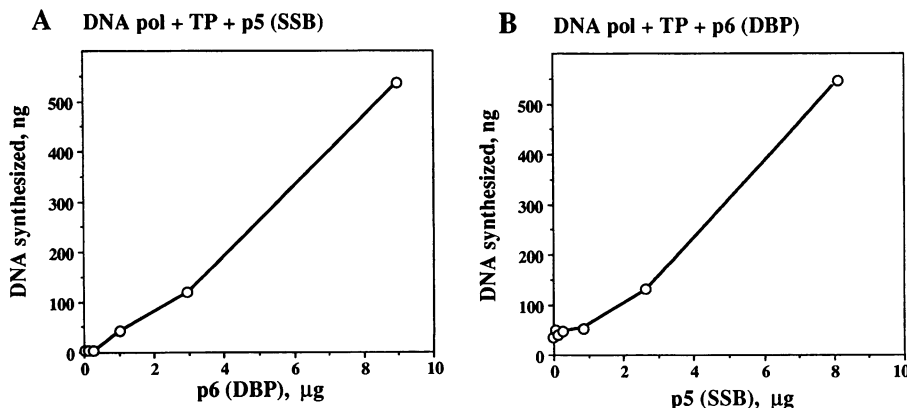 A DNA pol + TP + p5 (SSB)
DNA synthesized, ng
500
400
300
200
100
0
0 2 4 6 8 10
p6 (DBP), µg
B DNA pol + TP + p6 (DBP)
DNA synthesized, ng
500
400
300
200
100
0
0 2 4 6 8 10
p5 (SSB), µg